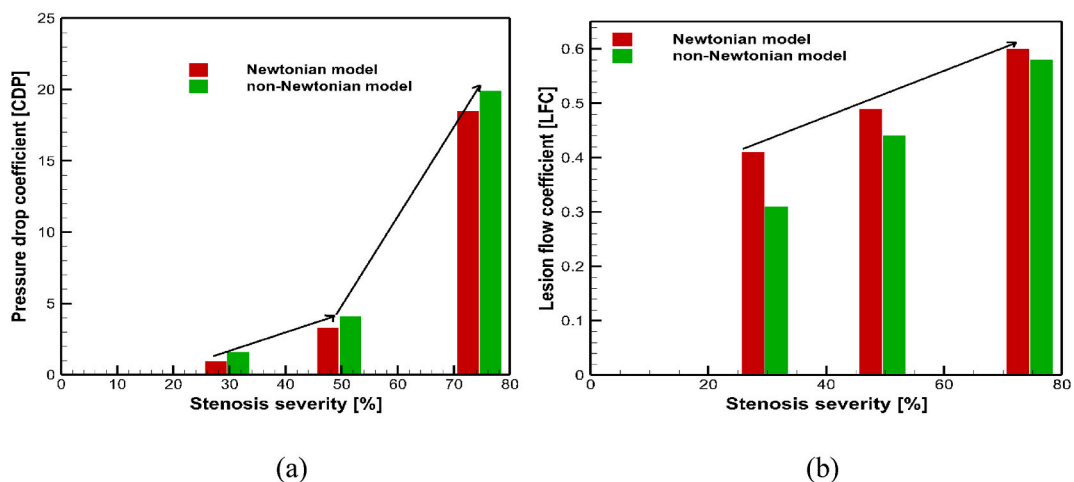 25
20
15
10
5
0
Pressure drop coefficient [CDP]
Newtonian model
non-Newtonian model
0 10 20 30 40 50 60 70 80
Stenosis severity [%]
(a)
0.6
0.5
0.4
0.3
0.2
0.1
0
Lesion flow coefficient [LFC]
Newtonian model
non-Newtonian model
0 20 40 60 80
Stenosis severity [%]
(b)